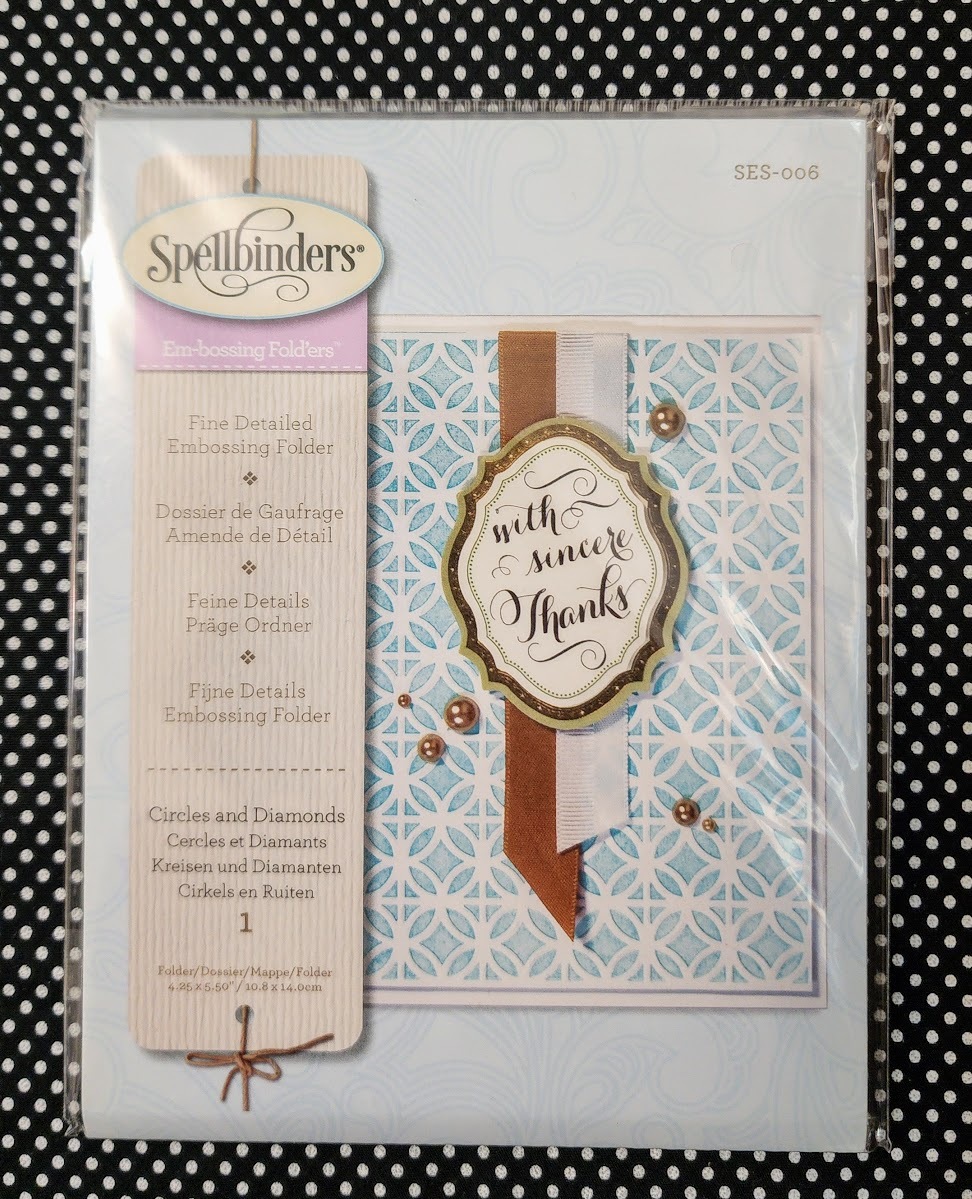 SES-006
Spellbinders®
Em-bossing Fold'ers™
Fine Detailed
Embossing Folder
Dossier de Gaufrage
Amende de Détail
Feine Details
Präge Ordner
Fijne Details
Embossing Folder
Circles and Diamonds
Cercles et Diamants
Kreisen und Diamanten
Cirkels en Ruiten
1
Folder/Dossier/Mappe/Folder
4.25 x 5.50" / 10.8 x 14.0cm
with
sincere
Thanks